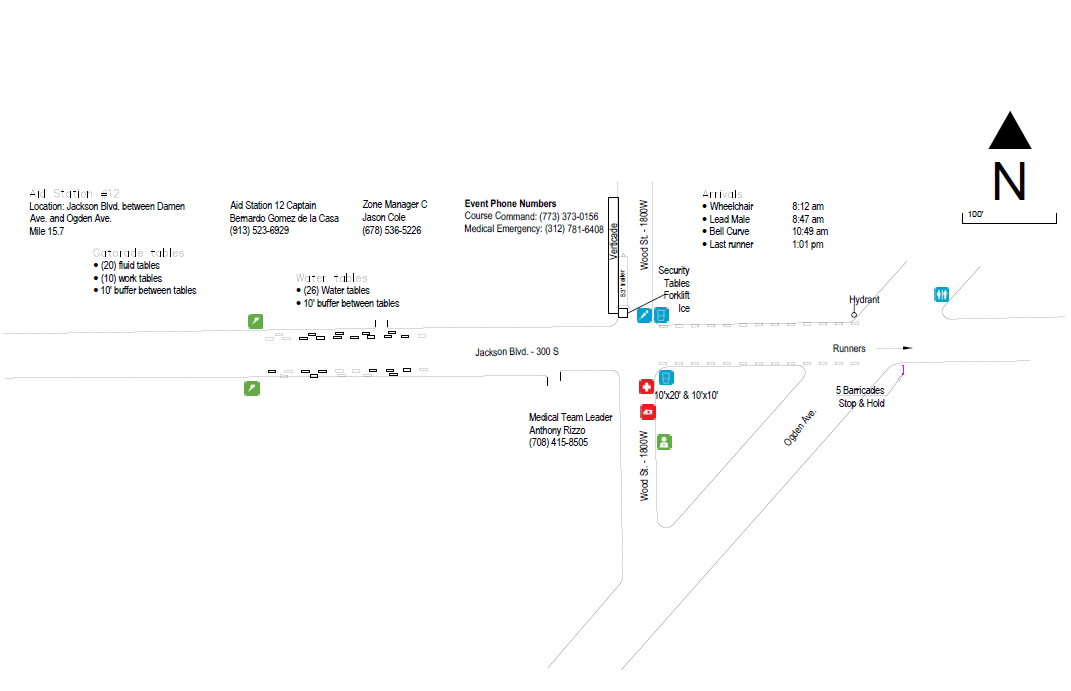 N
100'
Aid Station #12
Location: Jackson Blvd. between Damen
Ave. and Ogden Ave.
Mile 15.7
Aid Station 12 Captain
Bernardo Gomez de la Casa
(913) 523-6929
Zone Manager C
Jason Cole
(678) 536-5226
Event Phone Numbers
Course Command: (773) 373-0156
Medical Emergency: (312) 781-6408
Arrivals
• Wheelchair 8:12 am
• Lead Male 8:47 am
• Bell Curve 10:49 am
• Last runner 1:01 pm
Gatorade tables
• (20) fluid tables
• (10) work tables
• 10' buffer between tables
Water tables
• (26) Water tables
• 10' buffer between tables
Verticade
53' trailer
Wood St. - 1800W
Security
Tables
Forklift
Ice
Hydrant
Jackson Blvd. - 300 S
Runners
5 Barricades
Stop & Hold
10'x20' & 10'x10'
Medical Team Leader
Anthony Rizzo
(708) 415-8505
Wood St. - 1800W
Ogden Ave.